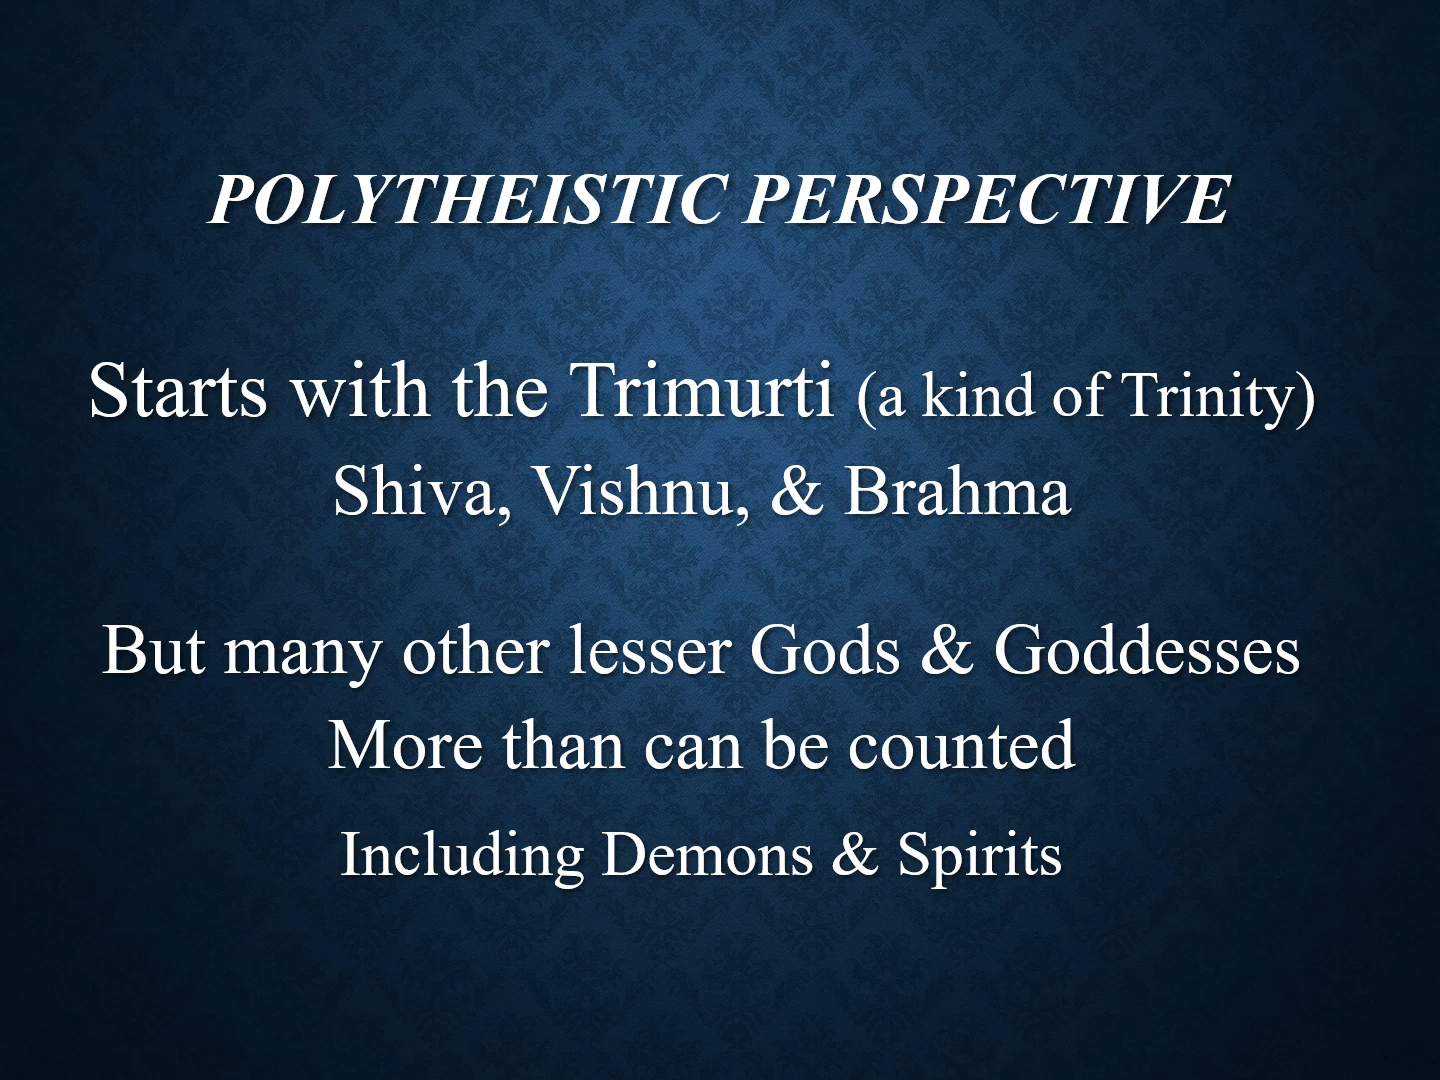 POLYTHEISTIC PERSPECTIVE
Starts with the Trimurti (a kind of Trinity)
Shiva, Vishnu, & Brahma
But many other lesser Gods & Goddesses
More than can be counted
Including Demons & Spirits